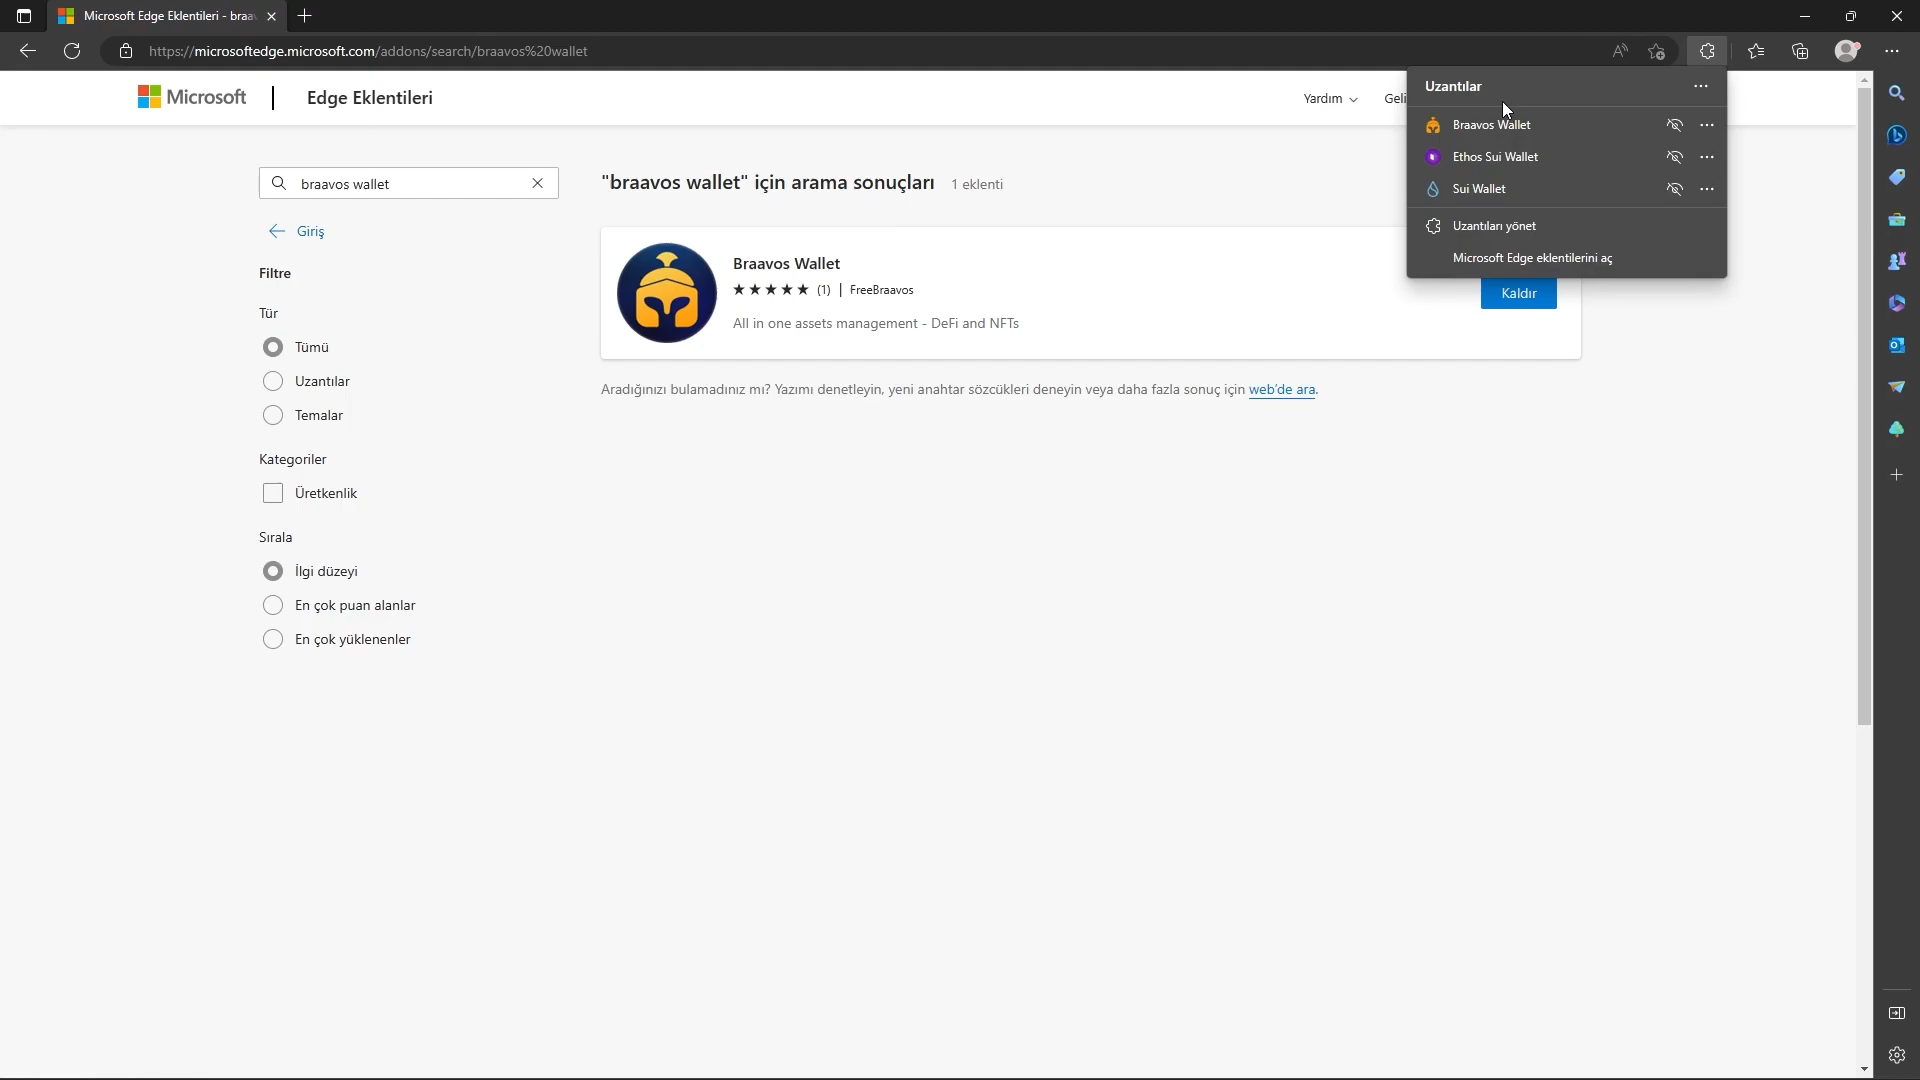 Microsoft Edge Eklentileri - braav
https://microsoftedge.microsoft.com/addons/search/braavos%20wallet
Microsoft
Edge Eklentileri
Yardım
Geli
Uzantılar
Braavos Wallet
Ethos Sui Wallet
Sui Wallet
Uzantıları yönet
Microsoft Edge eklentilerini aç
braavos wallet
Giriş
Filtre
Tür
Tümü
Uzantılar
Temalar
Kategoriler
Üretkenlik
Sırala
İlgi düzeyi
En çok puan alanlar
En çok yüklenenler
"braavos wallet" için arama sonuçları 1 eklenti
Braavos Wallet
(1) | FreeBraavos
All in one assets management - DeFi and NFTs
Kaldır
Aradığınızı bulamadınız mı? Yazımı denetleyin, yeni anahtar sözcükleri deneyin veya daha fazla sonuç için web'de ara.